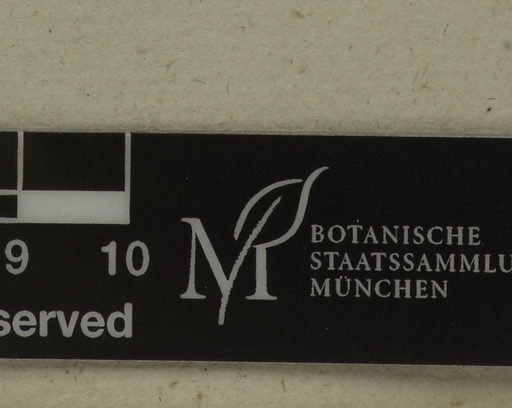 9 10
served
BOTANISCHE
STAATSSAMMLU
MÜNCHEN